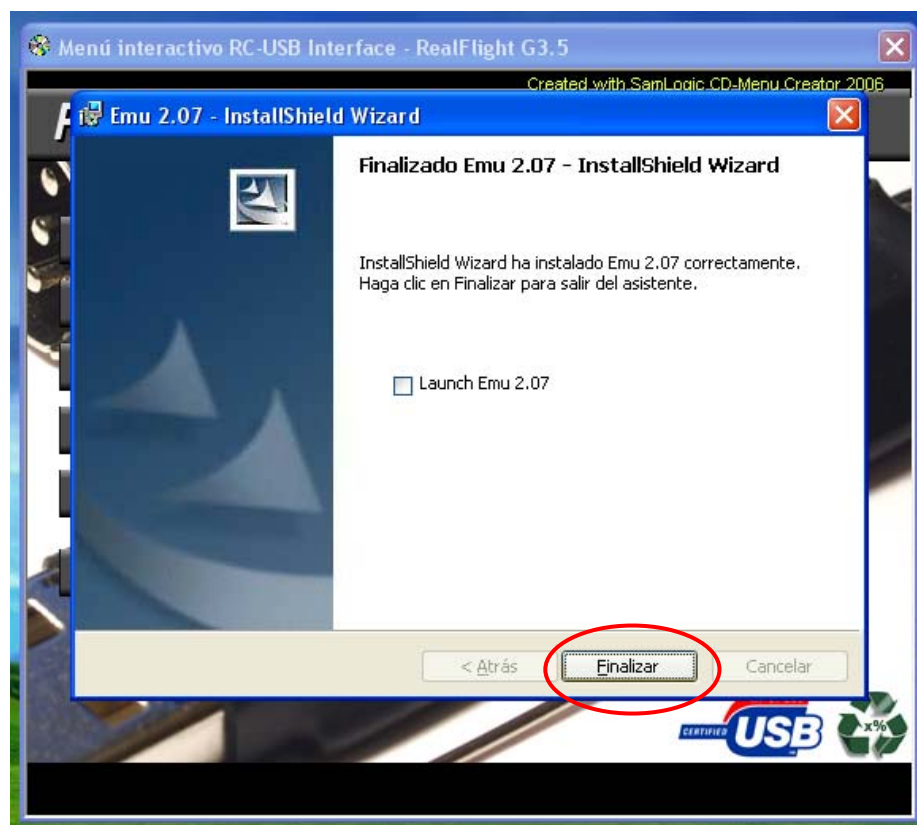 Menú interactivo RC-USB Interface - RealFlight G3.5
Created with SamLogic CD-Menu Creator 2006
Emu 2.07 - InstallShield Wizard
Finalizado Emu 2.07 - InstallShield Wizard
InstallShield Wizard ha instalado Emu 2.07 correctamente.
Haga clic en Finalizar para salir del asistente.
Launch Emu 2.07
< Atrás Finalizar Cancelar
CERTIFIED USB x%